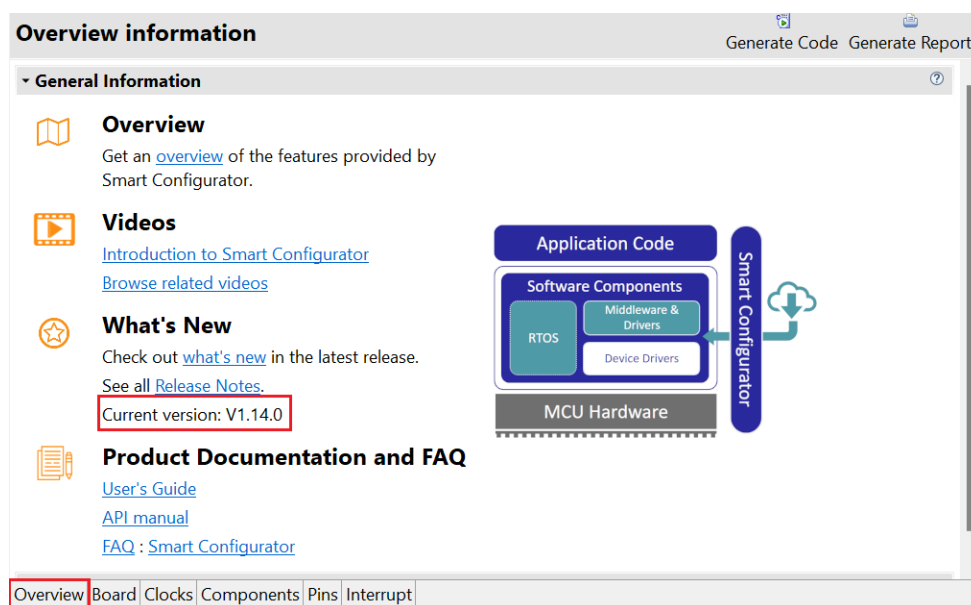 Overview information
Generate Code Generate Report
General Information
Overview
Get an overview of the features provided by
Smart Configurator.
Videos
Introduction to Smart Configurator
Browse related videos
What's New
Check out what's new in the latest release.
See all Release Notes.
Current version: V1.14.0
Product Documentation and FAQ
User's Guide
API manual
FAQ : Smart Configurator
Application Code
Software Components
RTOS
Middleware &
Drivers
Device Drivers
MCU Hardware
Smart Configurator
Overview Board Clocks Components Pins Interrupt